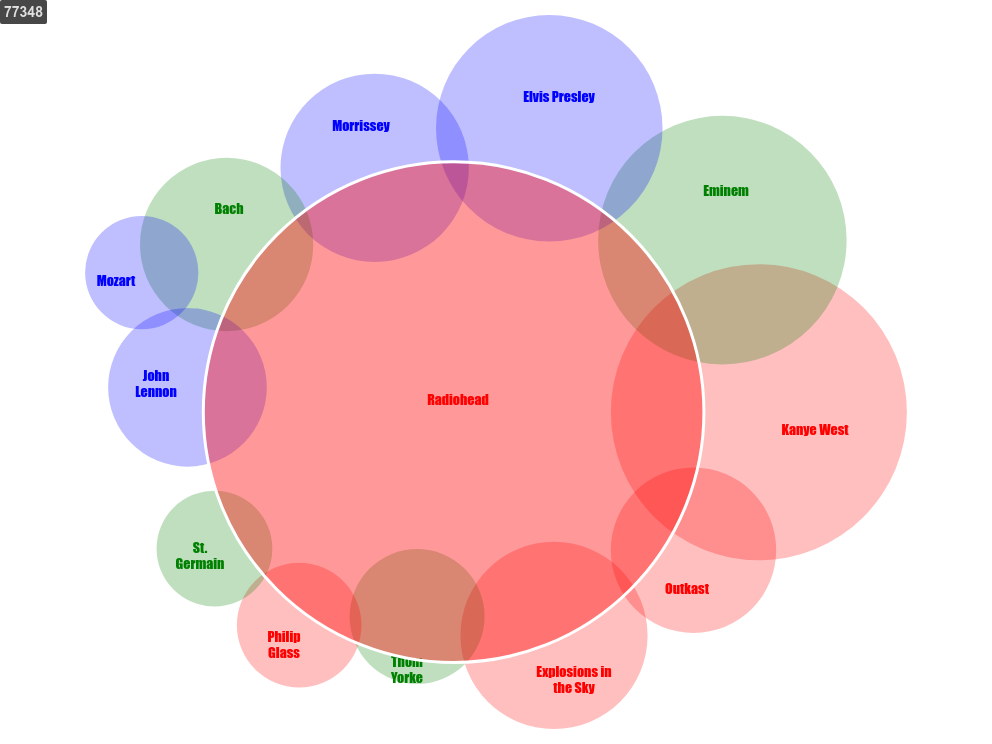 77348
Elvis Presley
Morrissey
Eminem
Bach
Mozart
John
Lennon
Radiohead
Kanye West
St.
Germain
Outkast
Philip
Glass
Thom
Yorke
Explosions in
the Sky